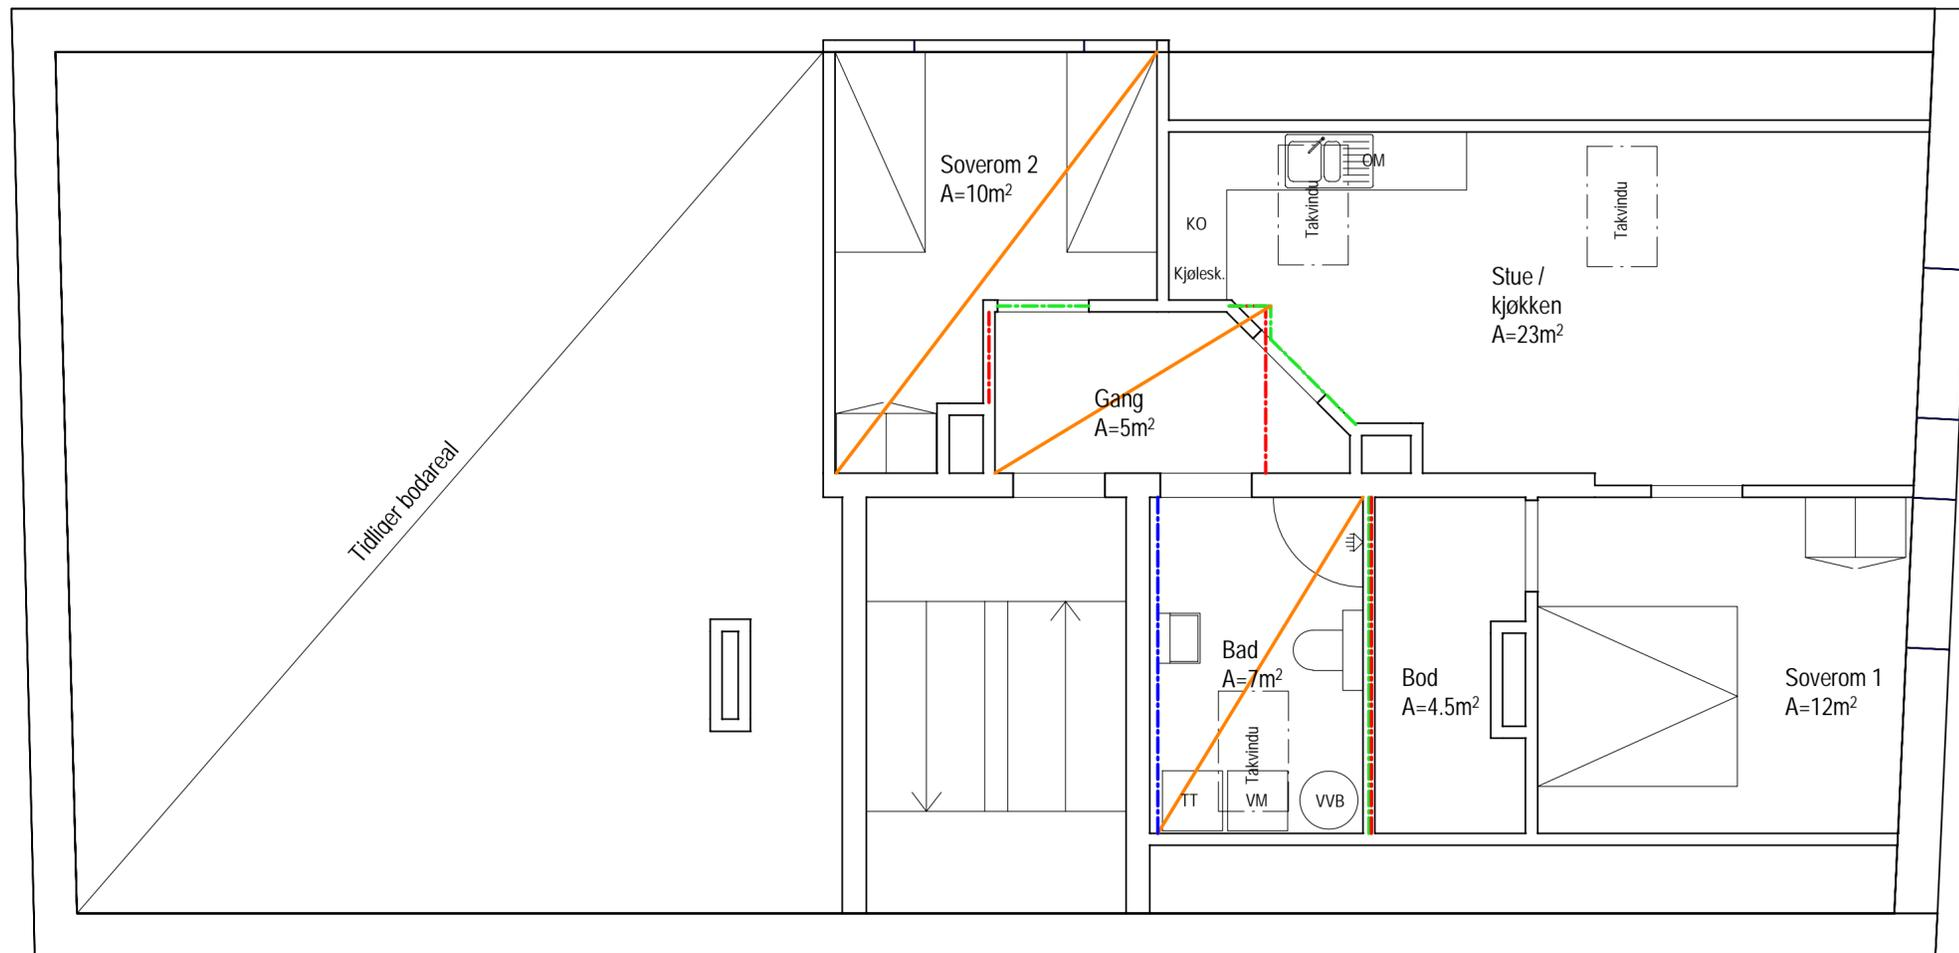 Soverom 2
A=10m²
OM
Takvindu
Takvindu
KO
Kjølesk.
Stue /
kjøkken
A=23m²
Gang
A=5m²
Tidliger bodareal
Bad
A=7m²
Bod
A=4.5m²
Soverom 1
A=12m²
Takvindu
TT
VM
VVB